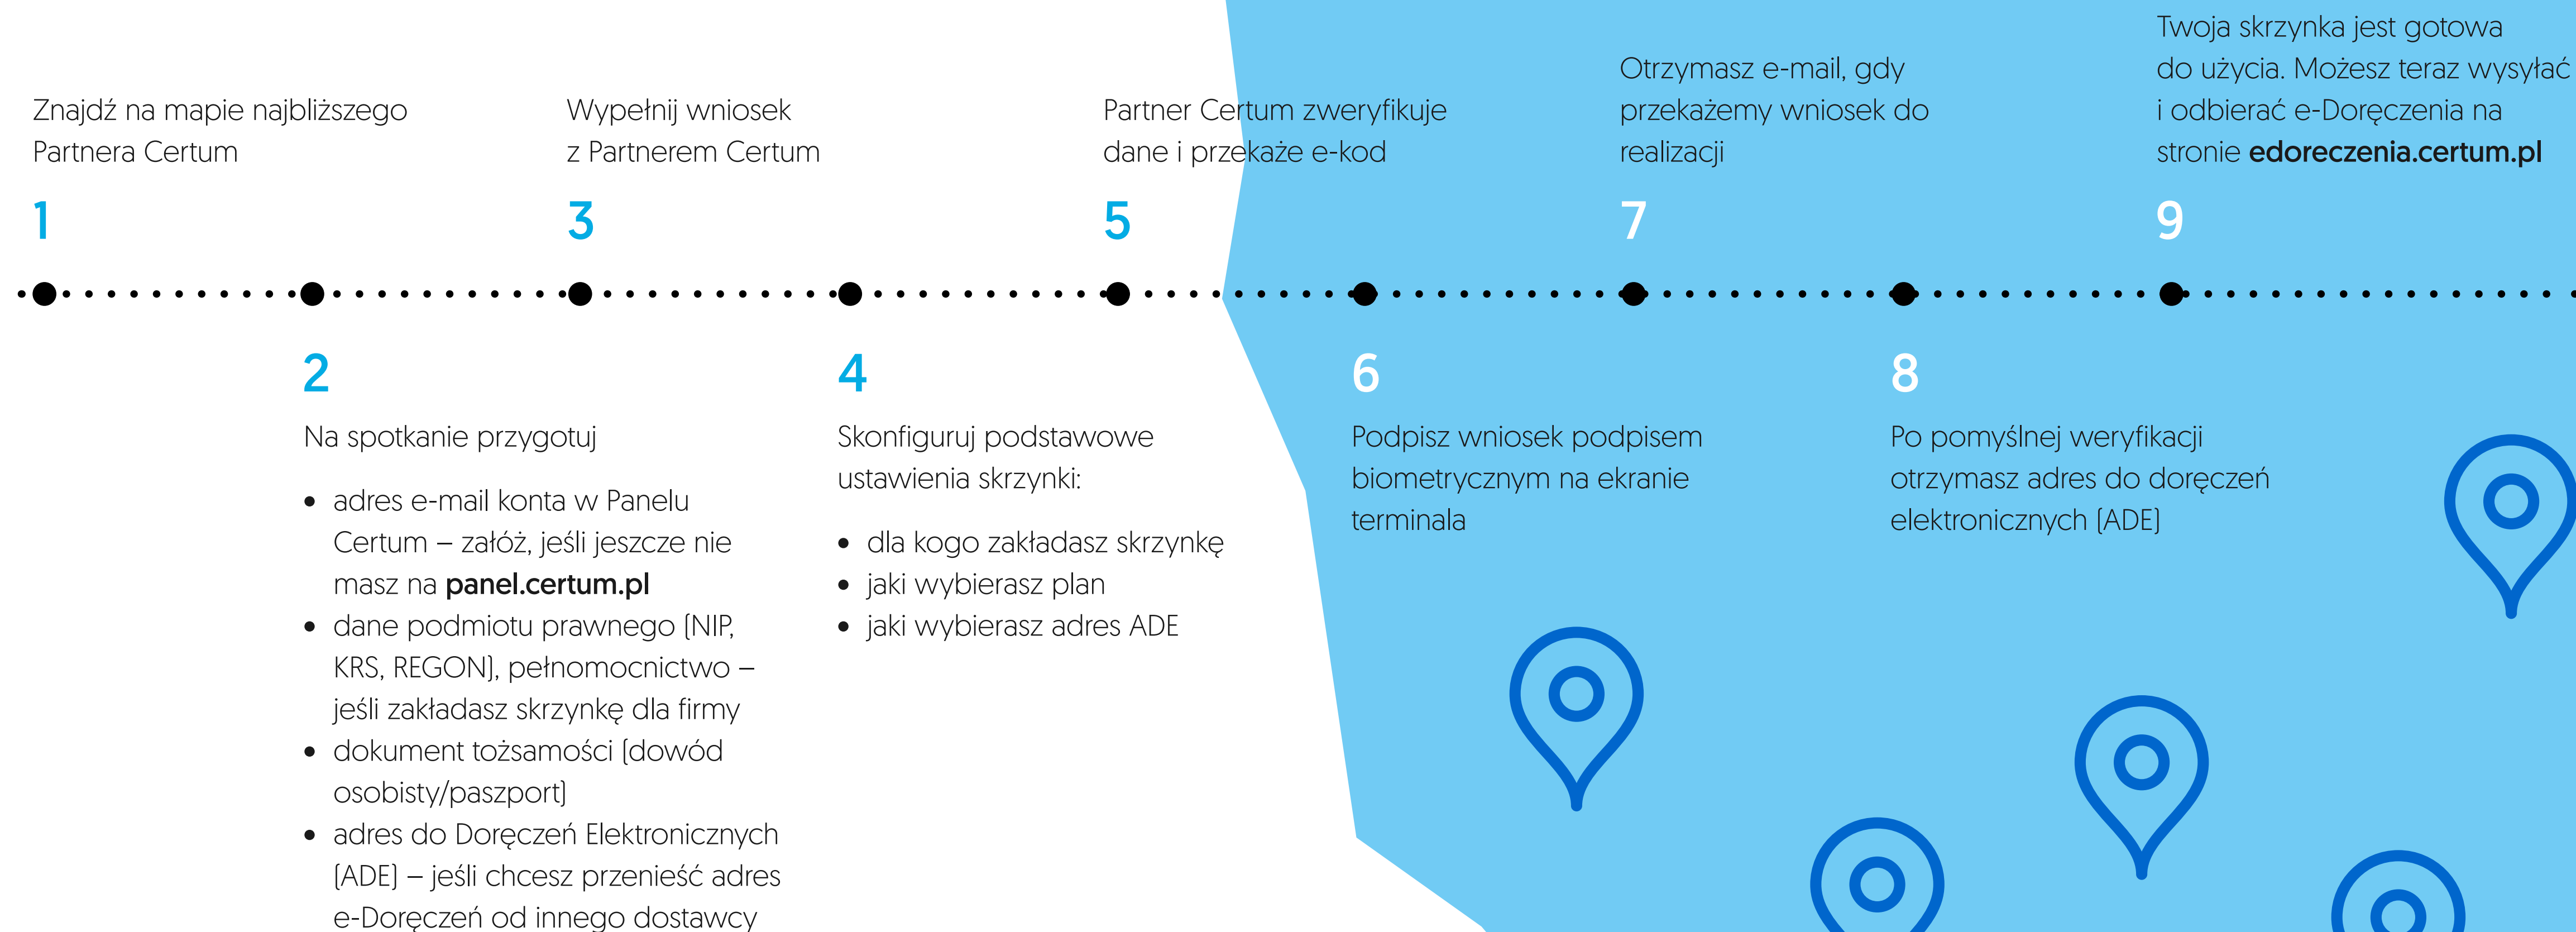 Znajdź na mapie najbliższego
Partnera Certum
1
2
Na spotkanie przygotuj
• adres e-mail konta w Panelu
Certum – załóż, jeśli jeszcze nie
masz na panel.certum.pl
• dane podmiotu prawnego (NIP,
KRS, REGON), pełnomocnictwo –
jeśli zakładasz skrzynkę dla firmy
• dokument tożsamości (dowód
osobisty/paszport)
• adres do Doręczeń Elektronicznych
(ADE) – jeśli chcesz przenieść adres
e-Doręczeń od innego dostawcy
Wypełnij wniosek
z Partnerem Certum
3
4
Skonfiguruj podstawowe
ustawienia skrzynki:
• dla kogo zakładasz skrzynkę
• jaki wybierasz plan
• jaki wybierasz adres ADE
Partner Certum zweryfikuje
dane i przekaże e-kod
5
6
Podpisz wniosek podpisem
biometrycznym na ekranie
terminala
Otrzymasz e-mail, gdy
przekażemy wniosek do
realizacji
7
8
Po pomyślnej weryfikacji
otrzymasz adres do doręczeń
elektronicznych (ADE)
Twoja skrzynka jest gotowa
do użycia. Możesz teraz wysyłać
i odbierać e-Doręczenia na
stronie edoreczenia.certum.pl
9